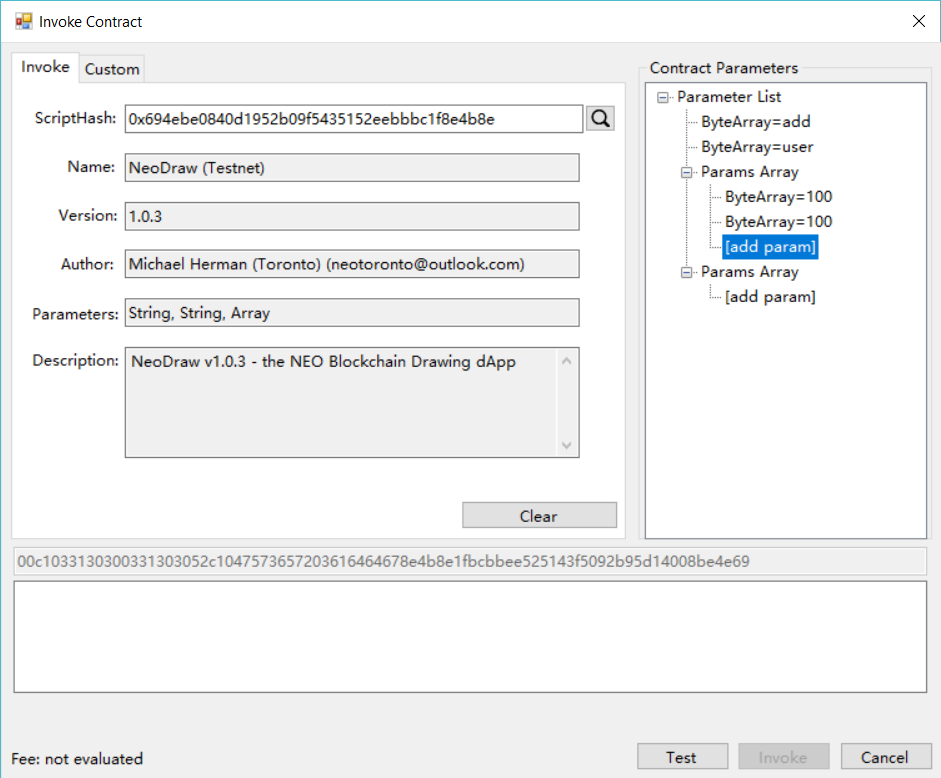 Invoke Contract
Invoke
Custom
ScriptHash: 0x694ebe0840d1952b09f5435152eebbbc1f8e4b8e
Name: NeoDraw (Testnet)
Version: 1.0.3
Author: Michael Herman (Toronto) (neotoronto@outlook.com)
Parameters: String, String, Array
Description: NeoDraw v1.0.3 - the NEO Blockchain Drawing dApp
Clear
Contract Parameters
Parameter List
ByteArray=add
ByteArray=user
Params Array
ByteArray=100
ByteArray=100
[add param]
Params Array
[add param]
00c1033130300331303052c10475736572036164​64678e4b8e1fbcbbee525143f5092b95d14008be4e69
Fee: not evaluated
Test
Invoke
Cancel